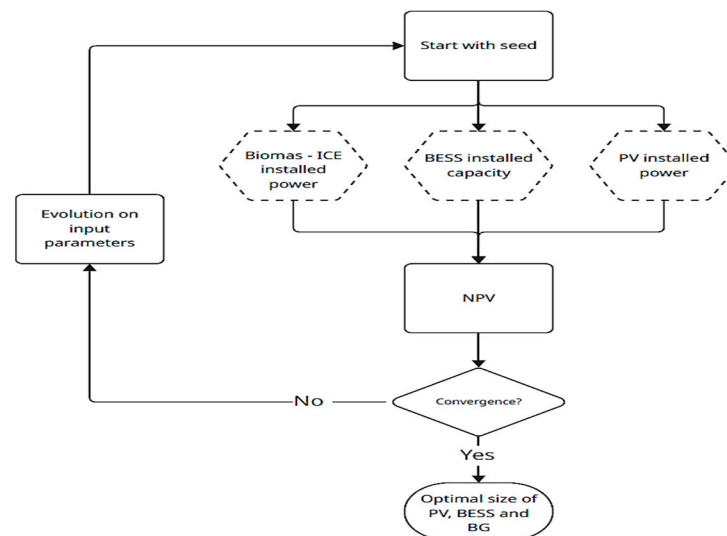 Start with seed
Biomas - ICE
installed
power
BESS installed
capacity
PV installed
power
Evolution on
input
parameters
NPV
Convergence?
No
Yes
Optimal size of
PV, BESS and
BG